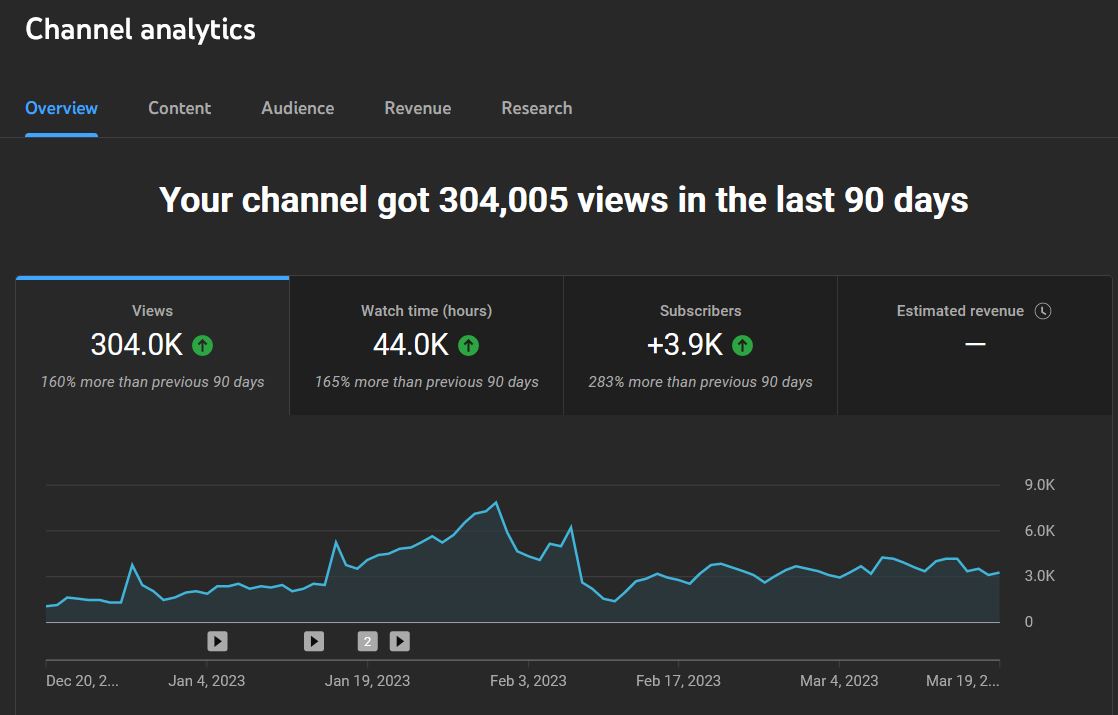 Channel analytics
Overview Content Audience Revenue Research
Your channel got 304,005 views in the last 90 days
Views
304.0K
160% more than previous 90 days
Watch time (hours)
44.0K
165% more than previous 90 days
Subscribers
+3.9K
283% more than previous 90 days
Estimated revenue
—
9.0K
6.0K
3.0K
0
2
Dec 20, 2... Jan 4, 2023 Jan 19, 2023 Feb 3, 2023 Feb 17, 2023 Mar 4, 2023 Mar 19, 2...